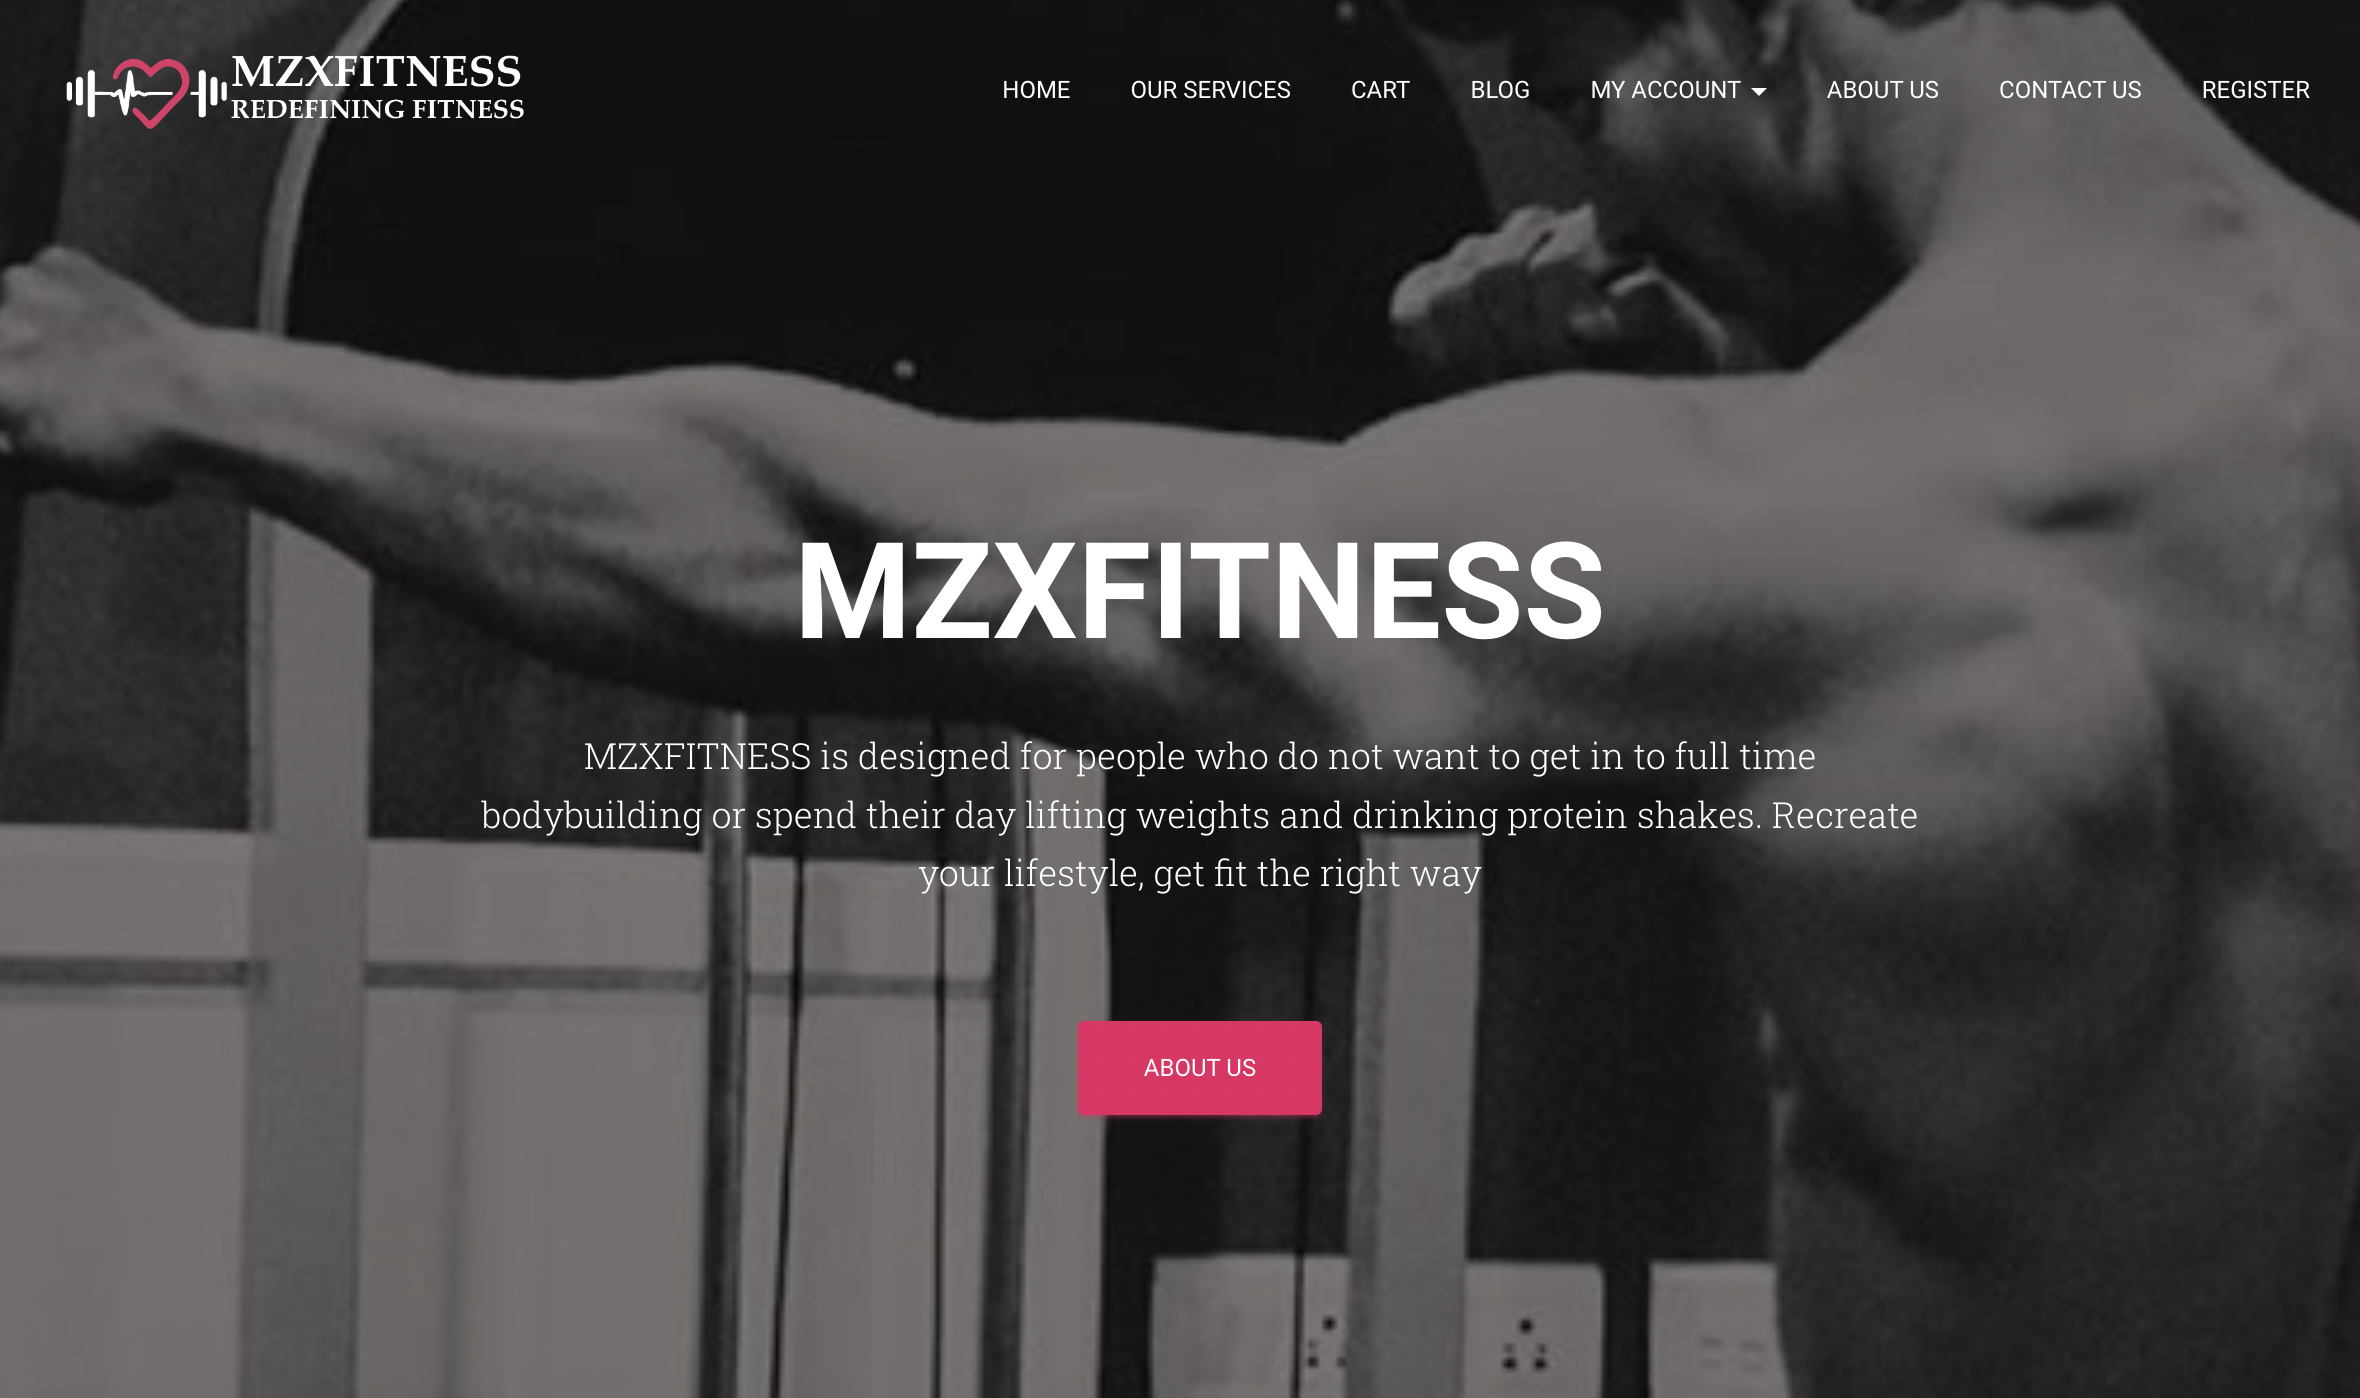 MZXFITNESS
REDEFINING FITNESS
HOME OUR SERVICES CART BLOG MY ACCOUNT ABOUT US CONTACT US REGISTER
MZXFITNESS
MZXFITNESS is designed for people who do not want to get in to full time
bodybuilding or spend their day lifting weights and drinking protein shakes. Recreate
your lifestyle, get fit the right way
ABOUT US